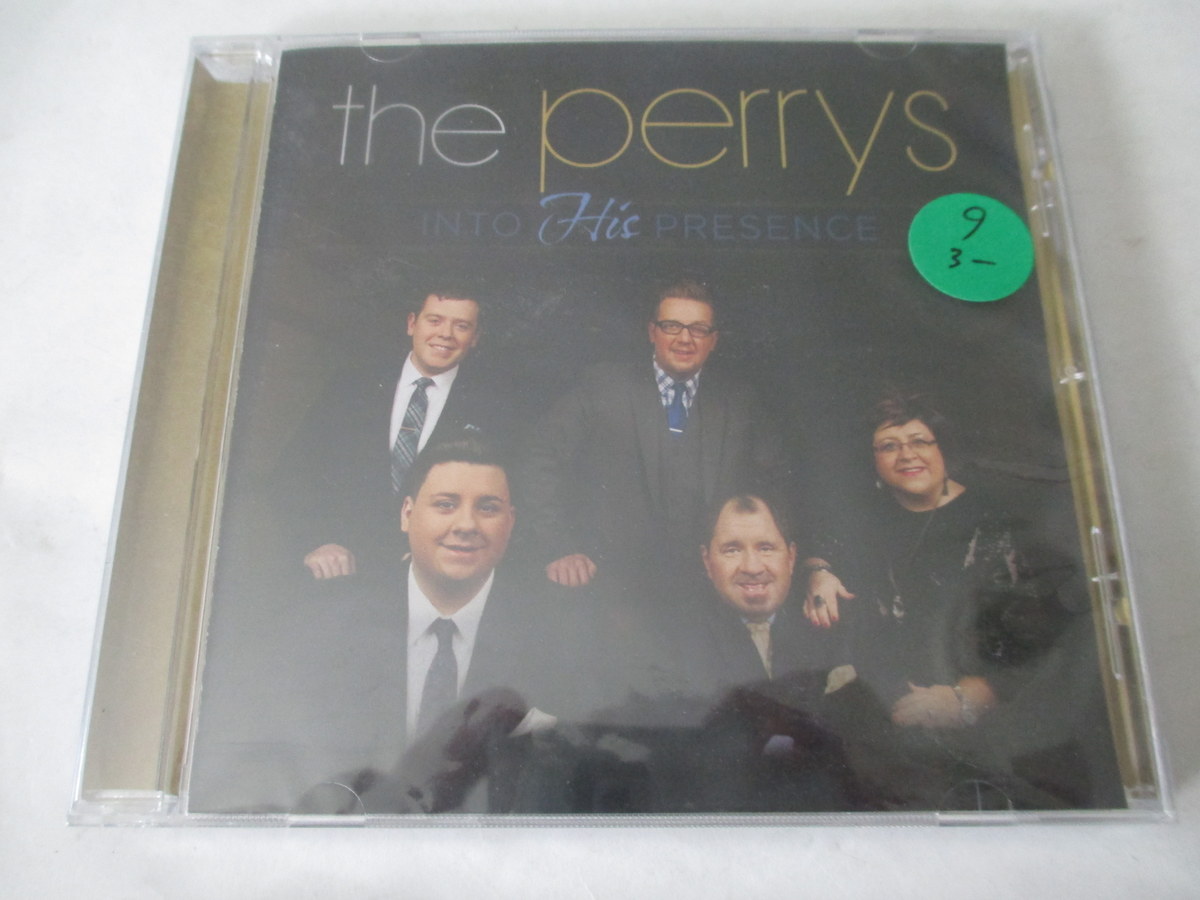 the perrys
INTO His PRESENCE
9
3 —